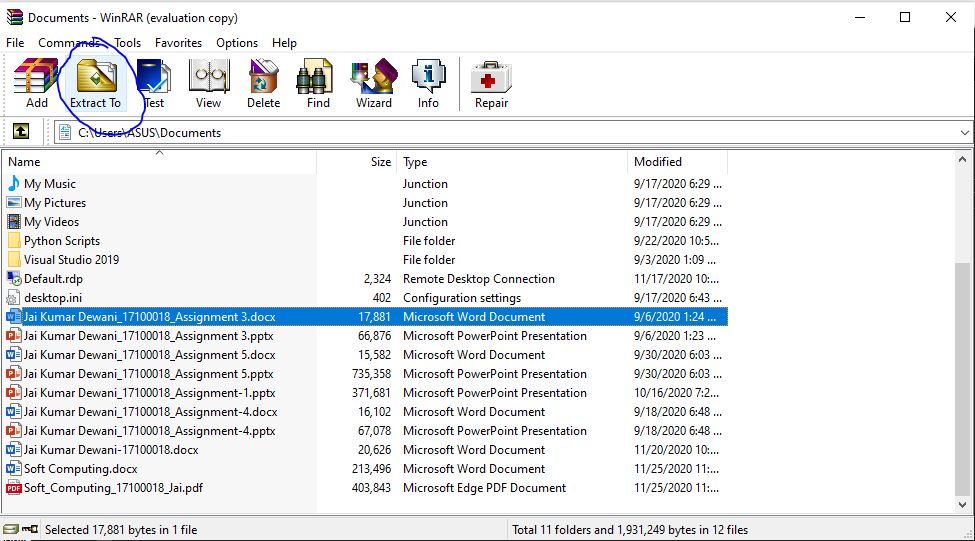 Documents - WinRAR (evaluation copy)
File Commands Tools Favorites Options Help
Add Extract To Test View Delete Find Wizard Info Repair
C:\Users\ASUS\Documents
Name Size Type Modified
My Music Junction 9/17/2020 6:29 ...
My Pictures Junction 9/17/2020 6:29 ...
My Videos Junction 9/17/2020 6:29 ...
Python Scripts File folder 9/22/2020 10:5...
Visual Studio 2019 File folder 9/3/2020 1:09 ...
Default.rdp 2,324 Remote Desktop Connection 11/17/2020 10:...
desktop.ini 402 Configuration settings 9/17/2020 6:43 ...
Jai Kumar Dewani_17100018_Assignment 3.docx 17,881 Microsoft Word Document 9/6/2020 1:24 ...
Jai Kumar Dewani_17100018_Assignment 3.pptx 66,876 Microsoft PowerPoint Presentation 9/6/2020 1:23 ...
Jai Kumar Dewani_17100018_Assignment 5.docx 15,582 Microsoft Word Document 9/30/2020 6:03 ...
Jai Kumar Dewani_17100018_Assignment 5.pptx 735,358 Microsoft PowerPoint Presentation 9/30/2020 6:03 ...
Jai Kumar Dewani_17100018_Assignment-1.pptx 371,681 Microsoft PowerPoint Presentation 10/16/2020 7:2...
Jai Kumar Dewani_17100018_Assignment-4.docx 16,102 Microsoft Word Document 9/18/2020 6:48 ...
Jai Kumar Dewani_17100018_Assignment-4.pptx 67,078 Microsoft PowerPoint Presentation 9/18/2020 6:48 ...
Jai Kumar Dewani-17100018.docx 20,626 Microsoft Word Document 11/20/2020 10:...
Soft Computing.docx 213,496 Microsoft Word Document 11/25/2020 11:...
Soft_Computing_17100018_Jai.pdf 403,843 Microsoft Edge PDF Document 11/25/2020 11:...
Selected 17,881 bytes in 1 file Total 11 folders and 1,931,249 bytes in 12 files